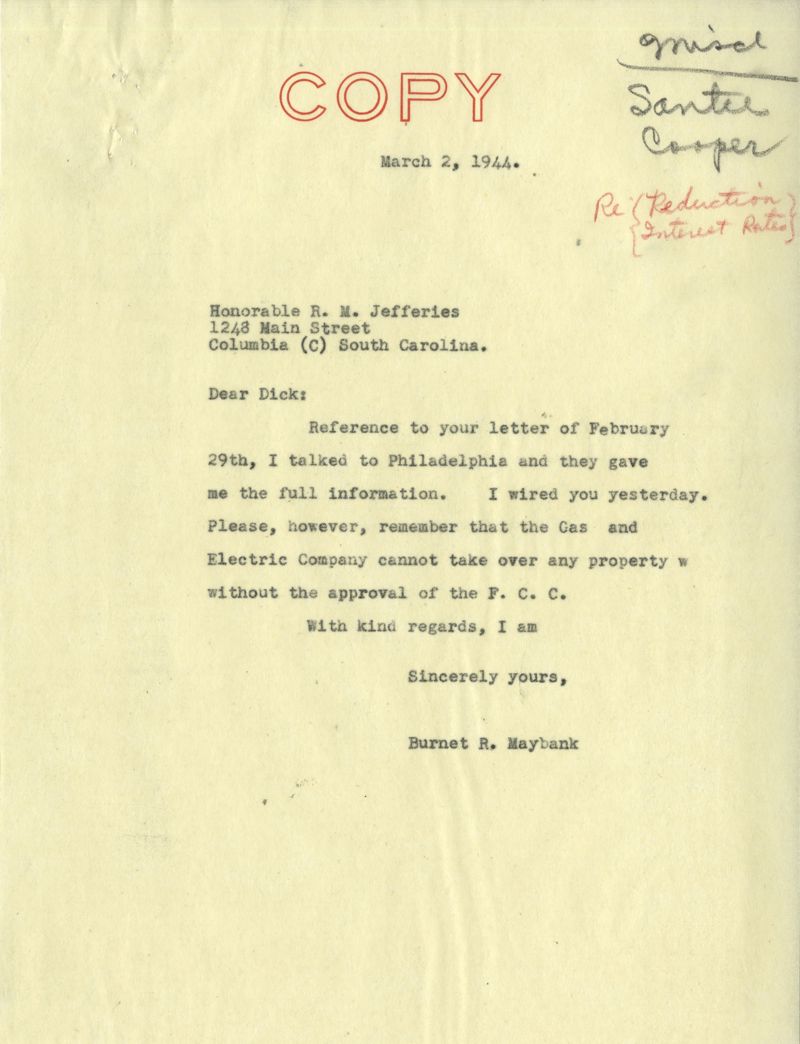 Miscl
Santee
Cooper
COPY
March 2, 1944.
Re (Reduction)
{Interest Rates}
Honorable R. M. Jefferies
1248 Main Street
Columbia (C) South Carolina.
Dear Dick:
Reference to your letter of February
29th, I talked to Philadelphia and they gave
me the full information. I wired you yesterday.
Please, however, remember that the Gas and
Electric Company cannot take over any property w
without the approval of the F. C. C.
With kind regards, I am
Sincerely yours,
Burnet R. Maybank